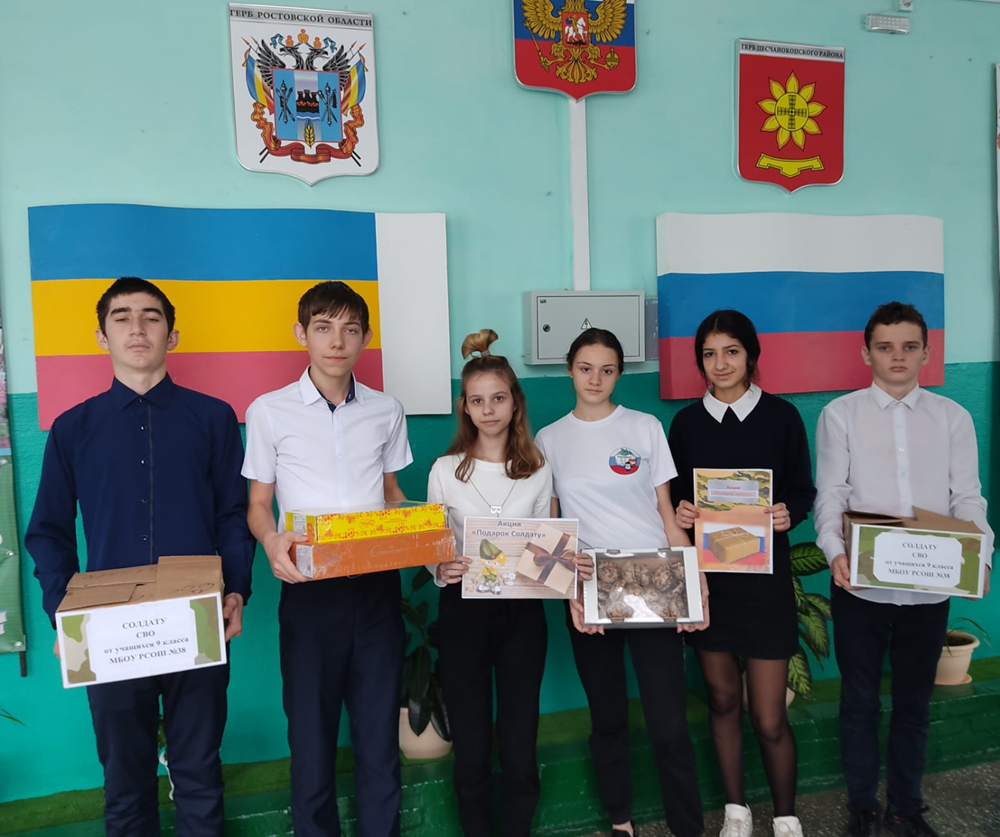 ГЕРБ РОСТОВСКОЙ ОБЛАСТИ
ГЕРБ ПЕСЧАНОКОПСКОГО РАЙОНА
Акция
«Подарок Солдату»
Акция
СОЛДАТУ
СВО
от учащихся 9 класса
МБОУ РСОШ №38
СОЛДАТУ
СВО
от учащихся 9 класса
МБОУ РСОШ №38